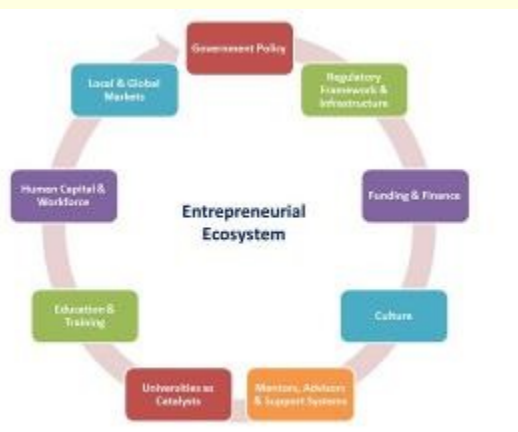 Government Policy
Regulatory
Framework &
Infrastructure
Funding & Finance
Culture
Mentors, Advisors
& Support Systems
Universities as
Catalysts
Education &
Training
Human Capital &
Workforce
Local & Global
Markets
Entrepreneurial
Ecosystem